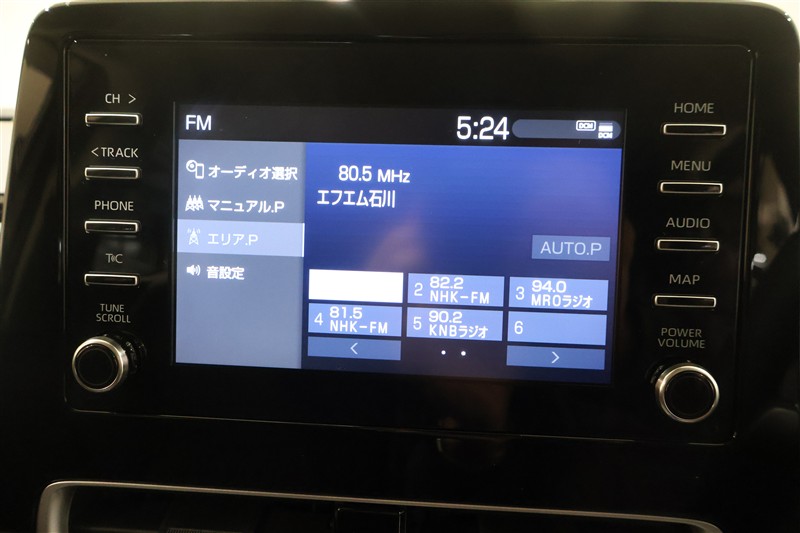 CH >
<TRACK
PHONE
TUNE
SCROLL
FM
5:24
DCM
オーディオ選択
マニュアル.P
エリア.P
音設定
80.5 MHz
エフエム石川
AUTO.P
2 82.2 NHK-FM
3 94.0 MROラジオ
4 81.5 NHK-FM
5 90.2 KNBラジオ
6
<
>
HOME
MENU
AUDIO
MAP
POWER
VOLUME